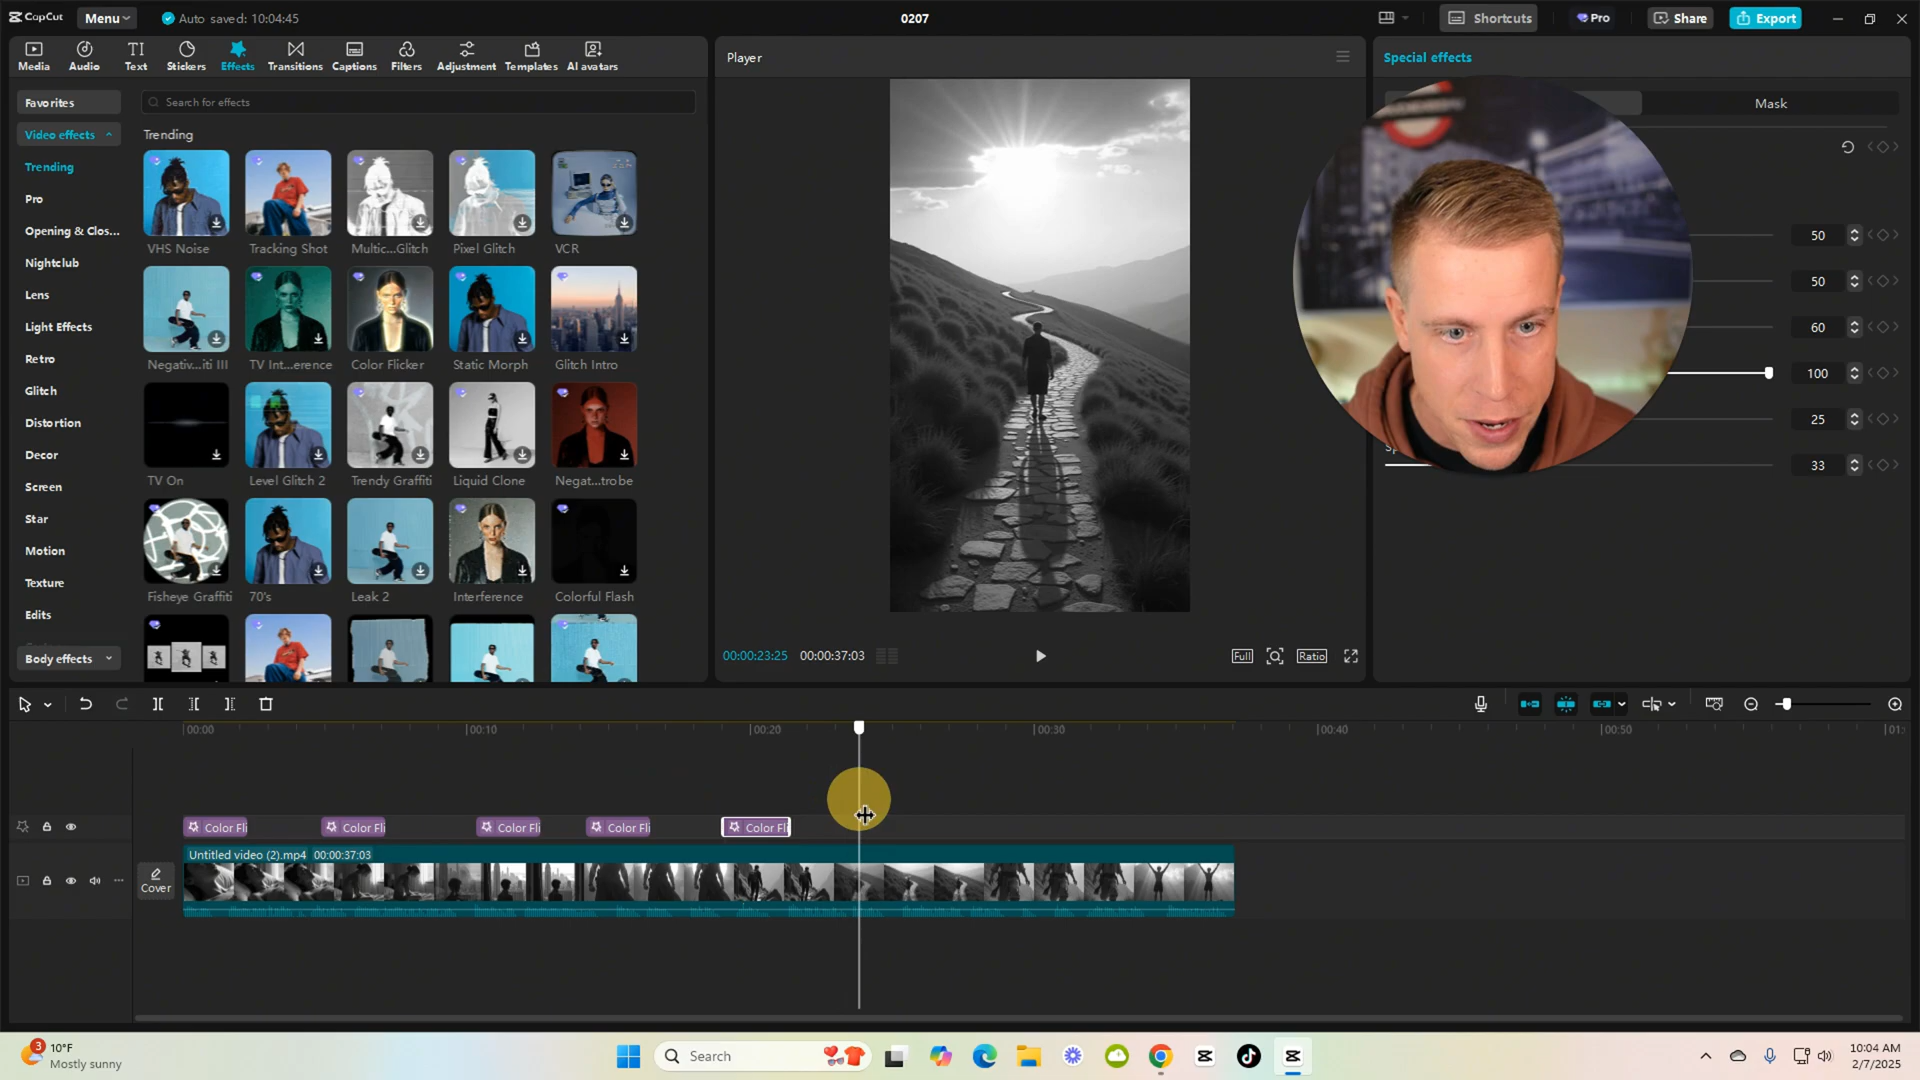 CapCut
Menu
Auto saved: 10:04:45
0207
Shortcuts
Pro
Share
Export
Media
Audio
Text
Stickers
Effects
Transitions
Captions
Filters
Adjustment
Templates
AI avatars
Player
Special effects
Mask
Favorites
Search for effects
Video effects
Trending
Trending
Pro
Opening & Clos...
Nightclub
Lens
Light Effects
Retro
Glitch
Distortion
Decor
Screen
Star
Motion
Texture
Edits
Body effects
VHS Noise
Tracking Shot
Multic...Glitch
Pixel Glitch
VCR
Negativ...iti III
TV Int...erence
Color Flicker
Static Morph
Glitch Intro
TV On
Level Glitch 2
Trendy Graffiti
Liquid Clone
Negat...trobe
Fisheye Graffiti
70's
Leak 2
Interference
Colorful Flash
50
50
60
100
25
33
00:00:23:25
00:00:37:03
Full
Ratio
00:00
00:10
00:20
00:30
00:40
00:50
Color Fli
Color Fli
Color Fli
Color Fli
Color Fl
Untitled video (2).mp4 00:00:37:03
Cover
3
10°F
Mostly sunny
Search
10:04 AM
2/7/2025